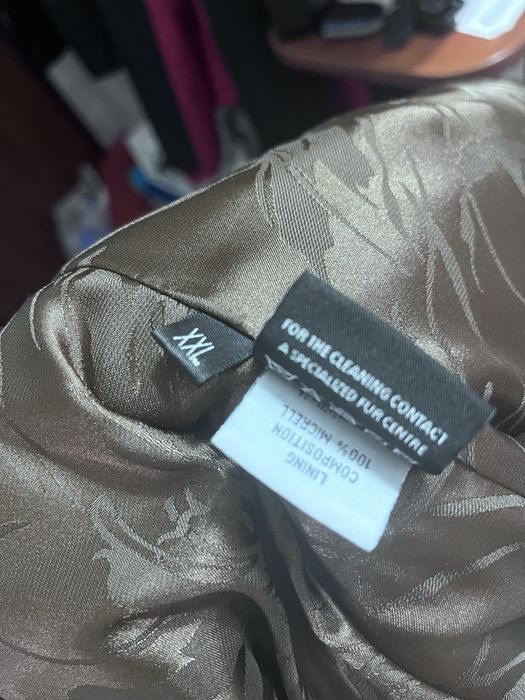 XXL
FOR THE CLEANING CONTACT
A SPECIALIZED FUR CENTRE
LINING
COMPOSITION
100% MICRELL